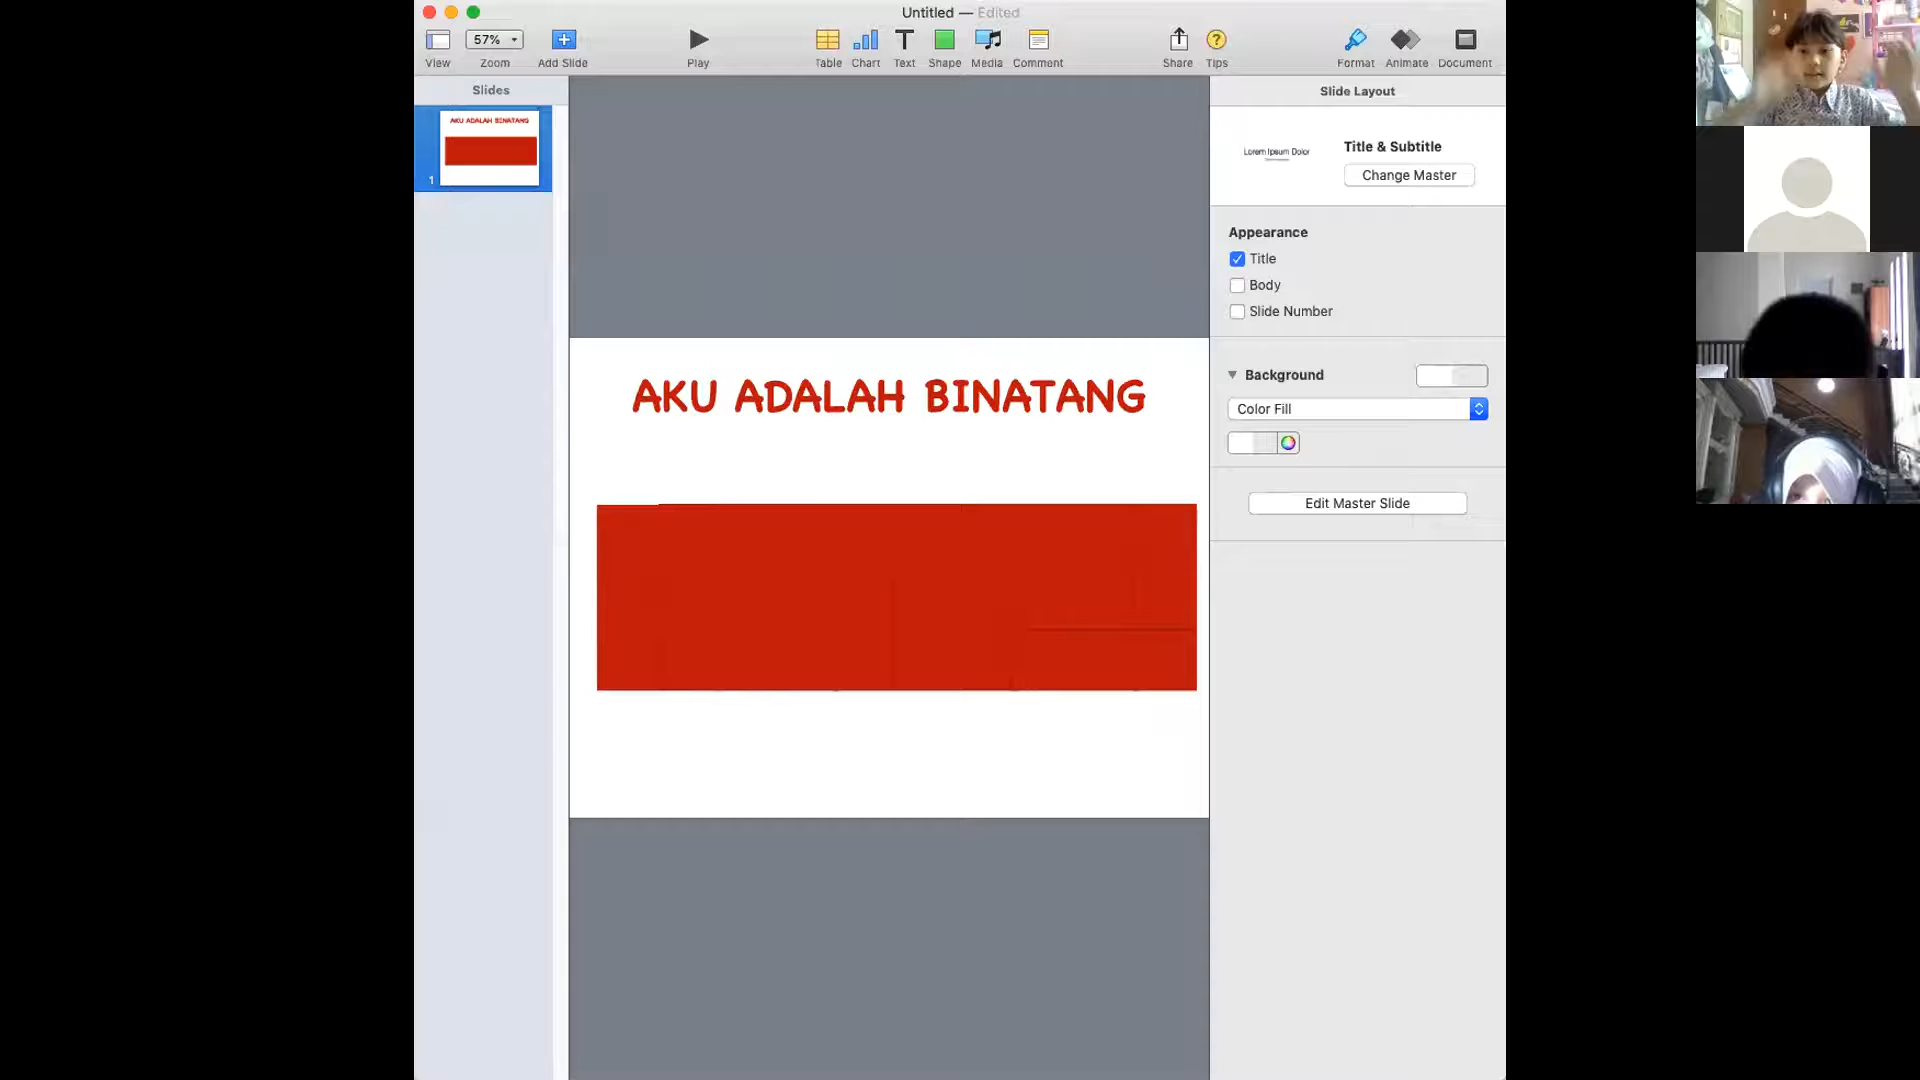 Untitled — Edited
View
57%
Zoom
Add Slide
Play
Table
Chart
Text
Shape
Media
Comment
Share
Tips
Format
Animate
Document
Slides
AKU ADALAH BINATANG
1
AKU ADALAH BINATANG
Slide Layout
Lorem Ipsum Dolor
Title & Subtitle
Change Master
Appearance
Title
Body
Slide Number
Background
Color Fill
Edit Master Slide